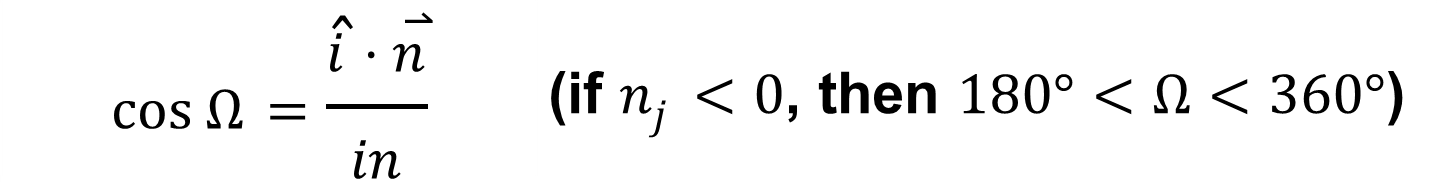 cos Ω = (î · n⃗) / (in) (if nⱼ < 0, then 180° < Ω < 360°)